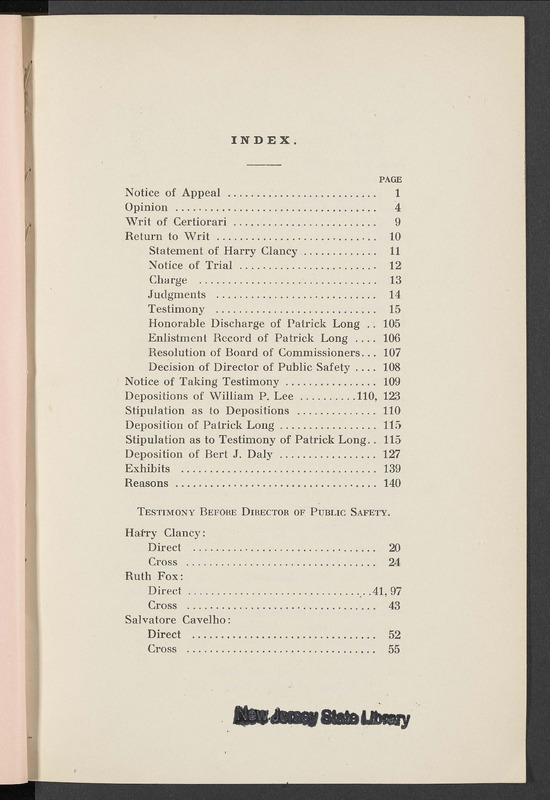 INDEX.
PAGE
Notice of Appeal .......................... 1
Opinion ................................... 4
Writ of Certiorari ......................... 9
Return to Writ ............................ 10
Statement of Harry Clancy ............. 11
Notice of Trial ........................ 12
Charge ............................... 13
Judgments ............................ 14
Testimony ............................ 15
Honorable Discharge of Patrick Long .. 105
Enlistment Record of Patrick Long .... 106
Resolution of Board of Commissioners... 107
Decision of Director of Public Safety .... 108
Notice of Taking Testimony ................ 109
Depositions of William P. Lee ..........110, 123
Stipulation as to Depositions .............. 110
Deposition of Patrick Long ................. 115
Stipulation as to Testimony of Patrick Long.. 115
Deposition of Bert J. Daly ................. 127
Exhibits .................................. 139
Reasons ................................... 140
Testimony Before Director of Public Safety.
Harry Clancy:
Direct ................................ 20
Cross ................................. 24
Ruth Fox:
Direct ................................41, 97
Cross ................................. 43
Salvatore Cavelho:
Direct ................................ 52
Cross ................................. 55
New Jersey State Library